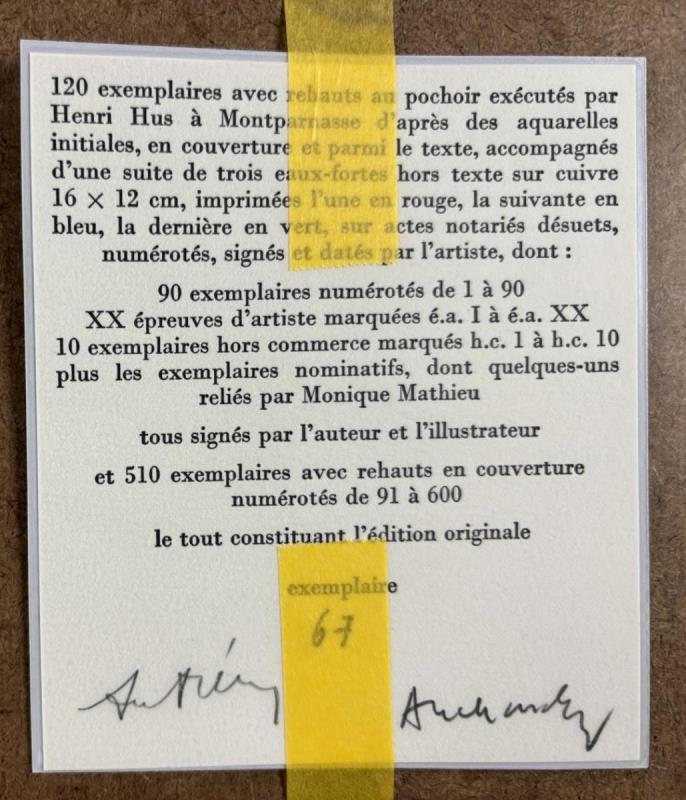 120 exemplaires avec rehauts au pochoir exécutés par
Henri Hus à Montparnasse d'après des aquarelles
initiales, en couverture et parmi le texte, accompagnés
d'une suite de trois eaux-fortes hors texte sur cuivre
16 × 12 cm, imprimées l'une en rouge, la suivante en
bleu, la dernière en vert, sur actes notariés désuets,
numérotés, signés et datés par l'artiste, dont :
90 exemplaires numérotés de 1 à 90
XX épreuves d'artiste marquées é.a. I à é.a. XX
10 exemplaires hors commerce marqués h.c. 1 à h.c. 10
plus les exemplaires nominatifs, dont quelques-uns
reliés par Monique Mathieu
tous signés par l'auteur et l'illustrateur
et 510 exemplaires avec rehauts en couverture
numérotés de 91 à 600
le tout constituant l'édition originale
exemplaire
67